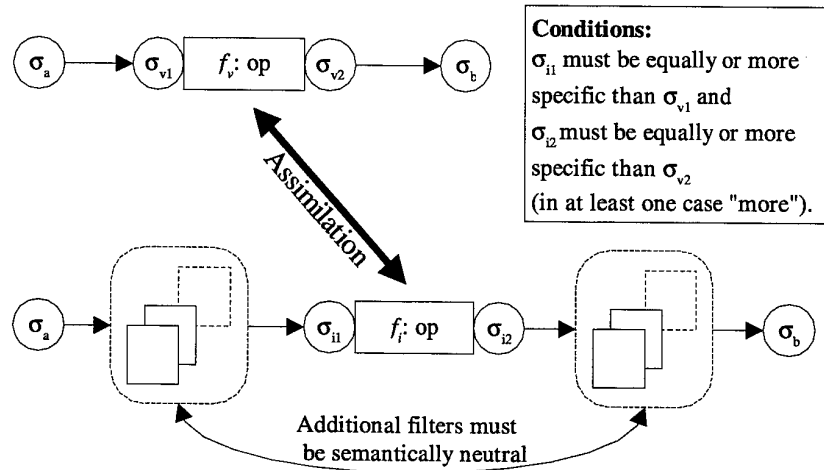 σa
σv1
fv: op
σv2
σb
Conditions:
σi1 must be equally or more
specific than σv1 and
σi2 must be equally or more
specific than σv2
(in at least one case "more").
Assimilation
σa
σi1
fi: op
σi2
σb
Additional filters must
be semantically neutral